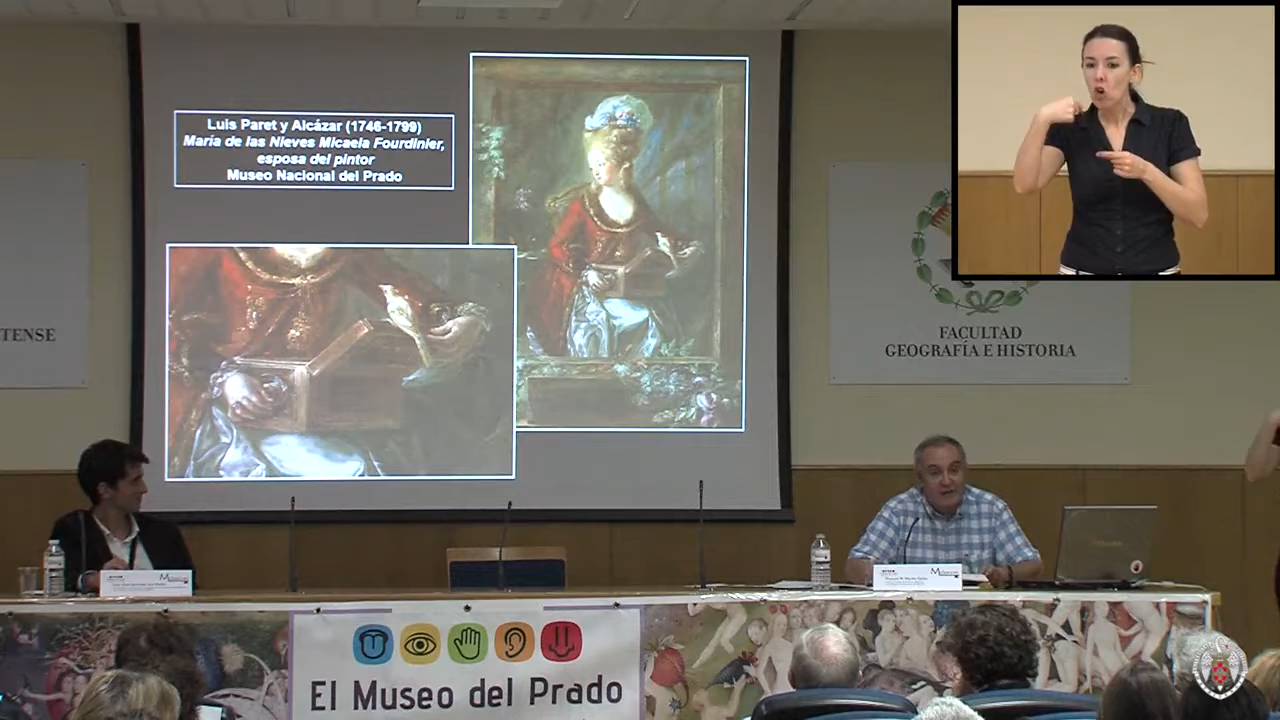 Luis Paret y Alcázar (1746-1799)
María de las Nieves Micaela Fourdinier,
esposa del pintor
Museo Nacional del Prado
TENSE
FACULTAD
GEOGRAFÍA E HISTORIA
El Museo del Prado